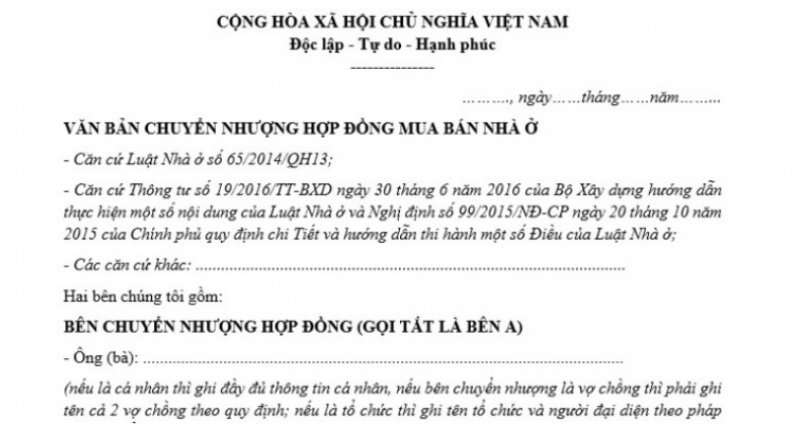 CỘNG HÒA XÃ HỘI CHỦ NGHĨA VIỆT NAM
Độc lập - Tự do - Hạnh phúc
---------------
………., ngày……tháng……năm……...
VĂN BẢN CHUYỂN NHƯỢNG HỢP ĐỒNG MUA BÁN NHÀ Ở
- Căn cứ Luật Nhà ở số 65/2014/QH13;
- Căn cứ Thông tư số 19/2016/TT-BXD ngày 30 tháng 6 năm 2016 của Bộ Xây dựng hướng dẫn
thực hiện một số nội dung của Luật Nhà ở và Nghị định số 99/2015/NĐ-CP ngày 20 tháng 10 năm
2015 của Chính phủ quy định chi Tiết và hướng dẫn thi hành một số Điều của Luật Nhà ở;
- Các căn cứ khác: ..........................................................................
Hai bên chúng tôi gồm:
BÊN CHUYỂN NHƯỢNG HỢP ĐỒNG (GỌI TẮT LÀ BÊN A)
- Ông (bà): ..................................................................................
(nếu là cá nhân thì ghi đầy đủ thông tin cá nhân, nếu bên chuyển nhượng là vợ chồng thì phải ghi
tên cả 2 vợ chồng theo quy định; nếu là tổ chức thì ghi tên tổ chức và người đại diện theo pháp